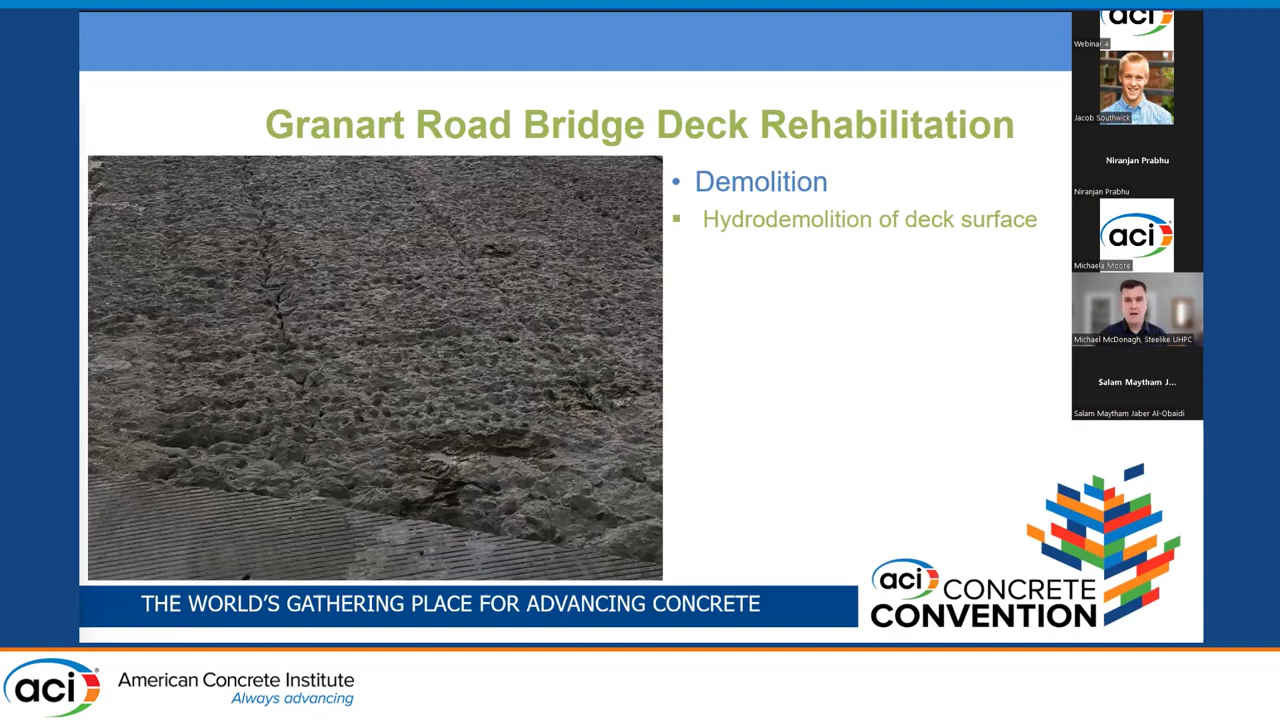 Granart Road Bridge Deck Rehabilitation
• Demolition
▪ Hydrodemolition of deck surface
THE WORLD'S GATHERING PLACE FOR ADVANCING CONCRETE
aci CONCRETE
CONVENTION
aci
Webinar 4
Jacob Southwick
Niranjan Prabhu
Niranjan Prabhu
aci
Michaela Moore
Michael McDonagh, Steelike UHPC
Salam Maytham J...
Salam Maytham Jaber Al-Obaidi
aci® American Concrete Institute
Always advancing